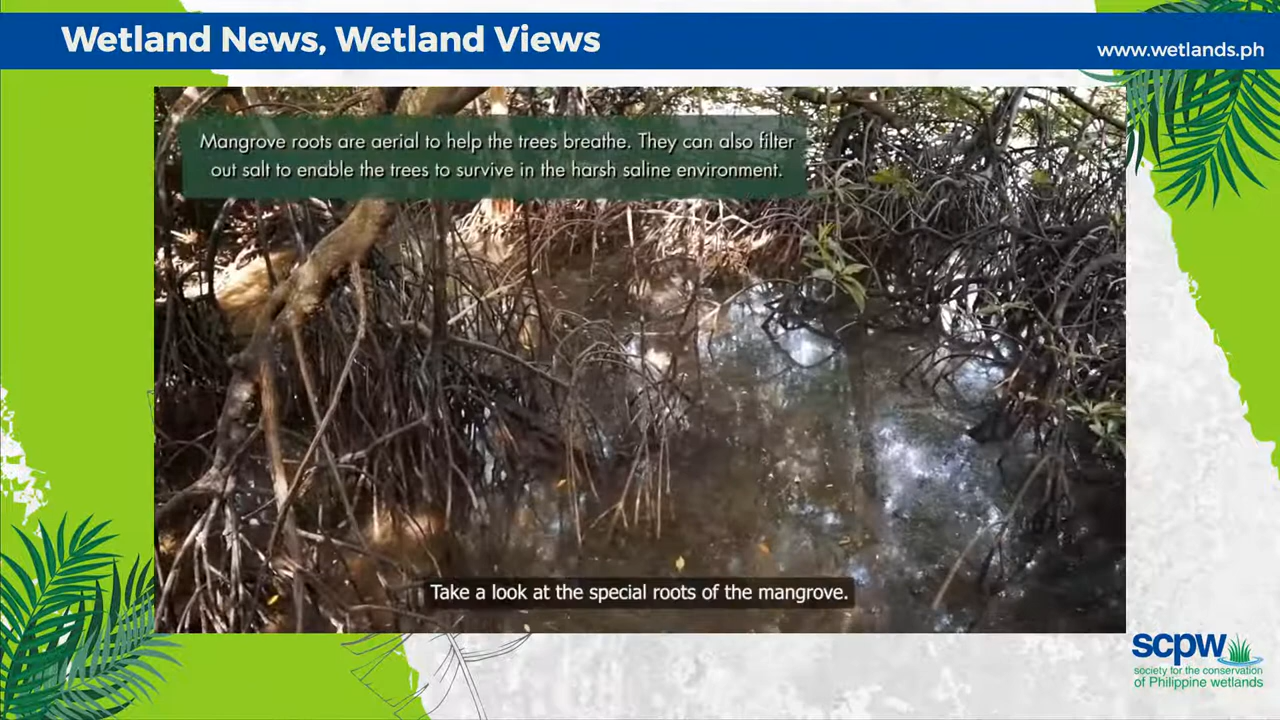 Wetland News, Wetland Views
www.wetlands.ph
Mangrove roots are aerial to help the trees breathe. They can also filter
out salt to enable the trees to survive in the harsh saline environment.
Take a look at the special roots of the mangrove.
scpw
society for the conservation
of Philippine wetlands